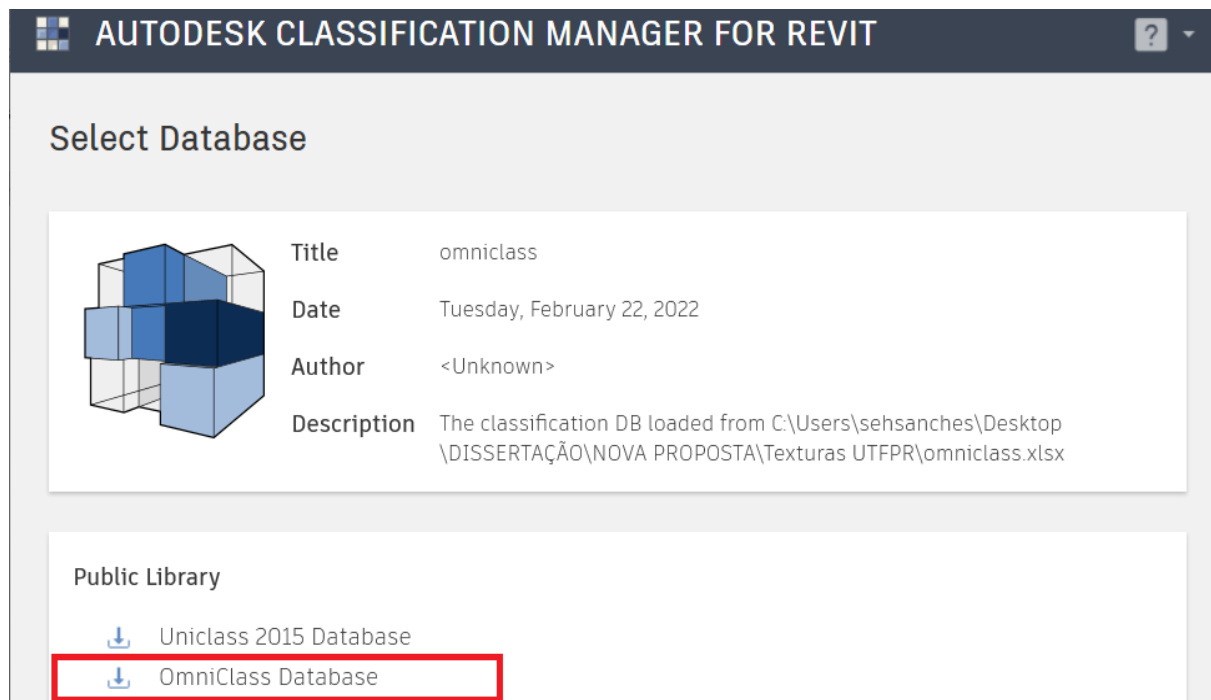 AUTODESK CLASSIFICATION MANAGER FOR REVIT ?
Select Database
Title omniclass
Date Tuesday, February 22, 2022
Author <Unknown>
Description The classification DB loaded from C:\Users\sehsanches\Desktop
\DISSERTAÇÃO\NOVA PROPOSTA\Texturas UTFPR\omniclass.xlsx
Public Library
Uniclass 2015 Database
OmniClass Database